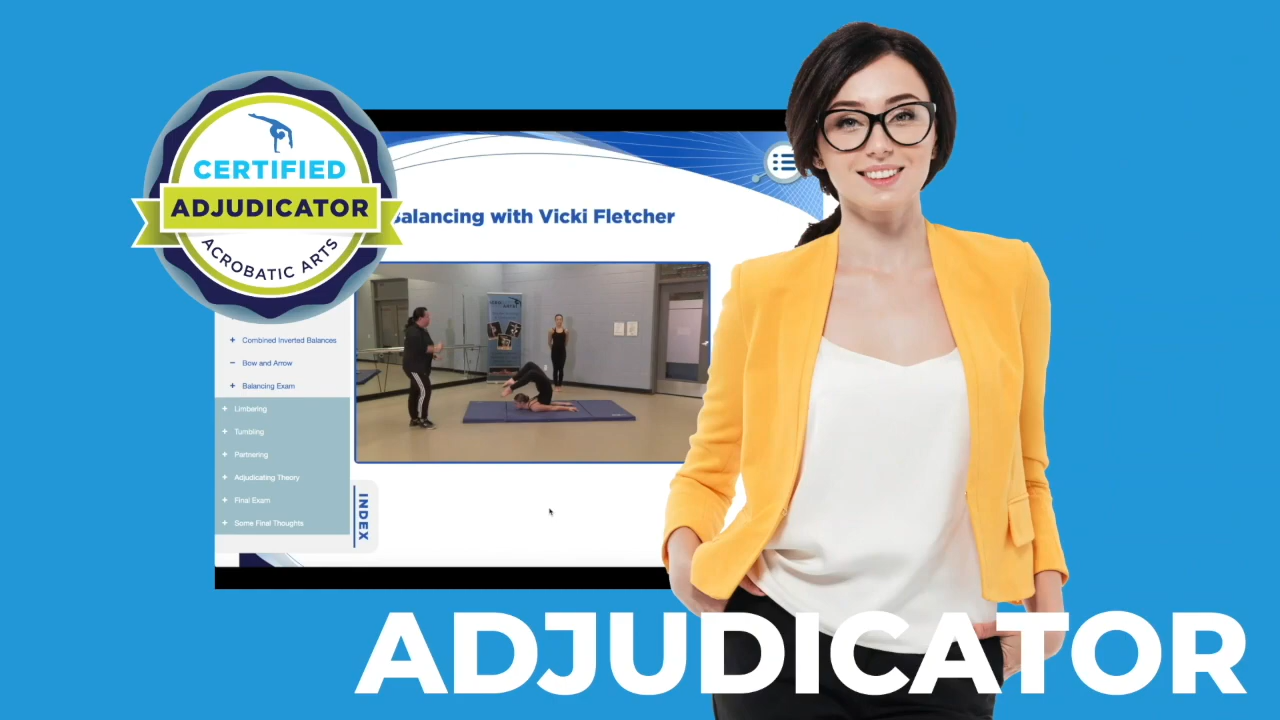 CERTIFIED
ADJUDICATOR
ACROBATIC ARTS
Balancing with Vicki Fletcher
+ Combined Inverted Balances
− Bow and Arrow
+ Balancing Exam
+ Limbering
+ Tumbling
+ Partnering
+ Adjudicating Theory
+ Final Exam
+ Some Final Thoughts
INDEX
ADJUDICATOR